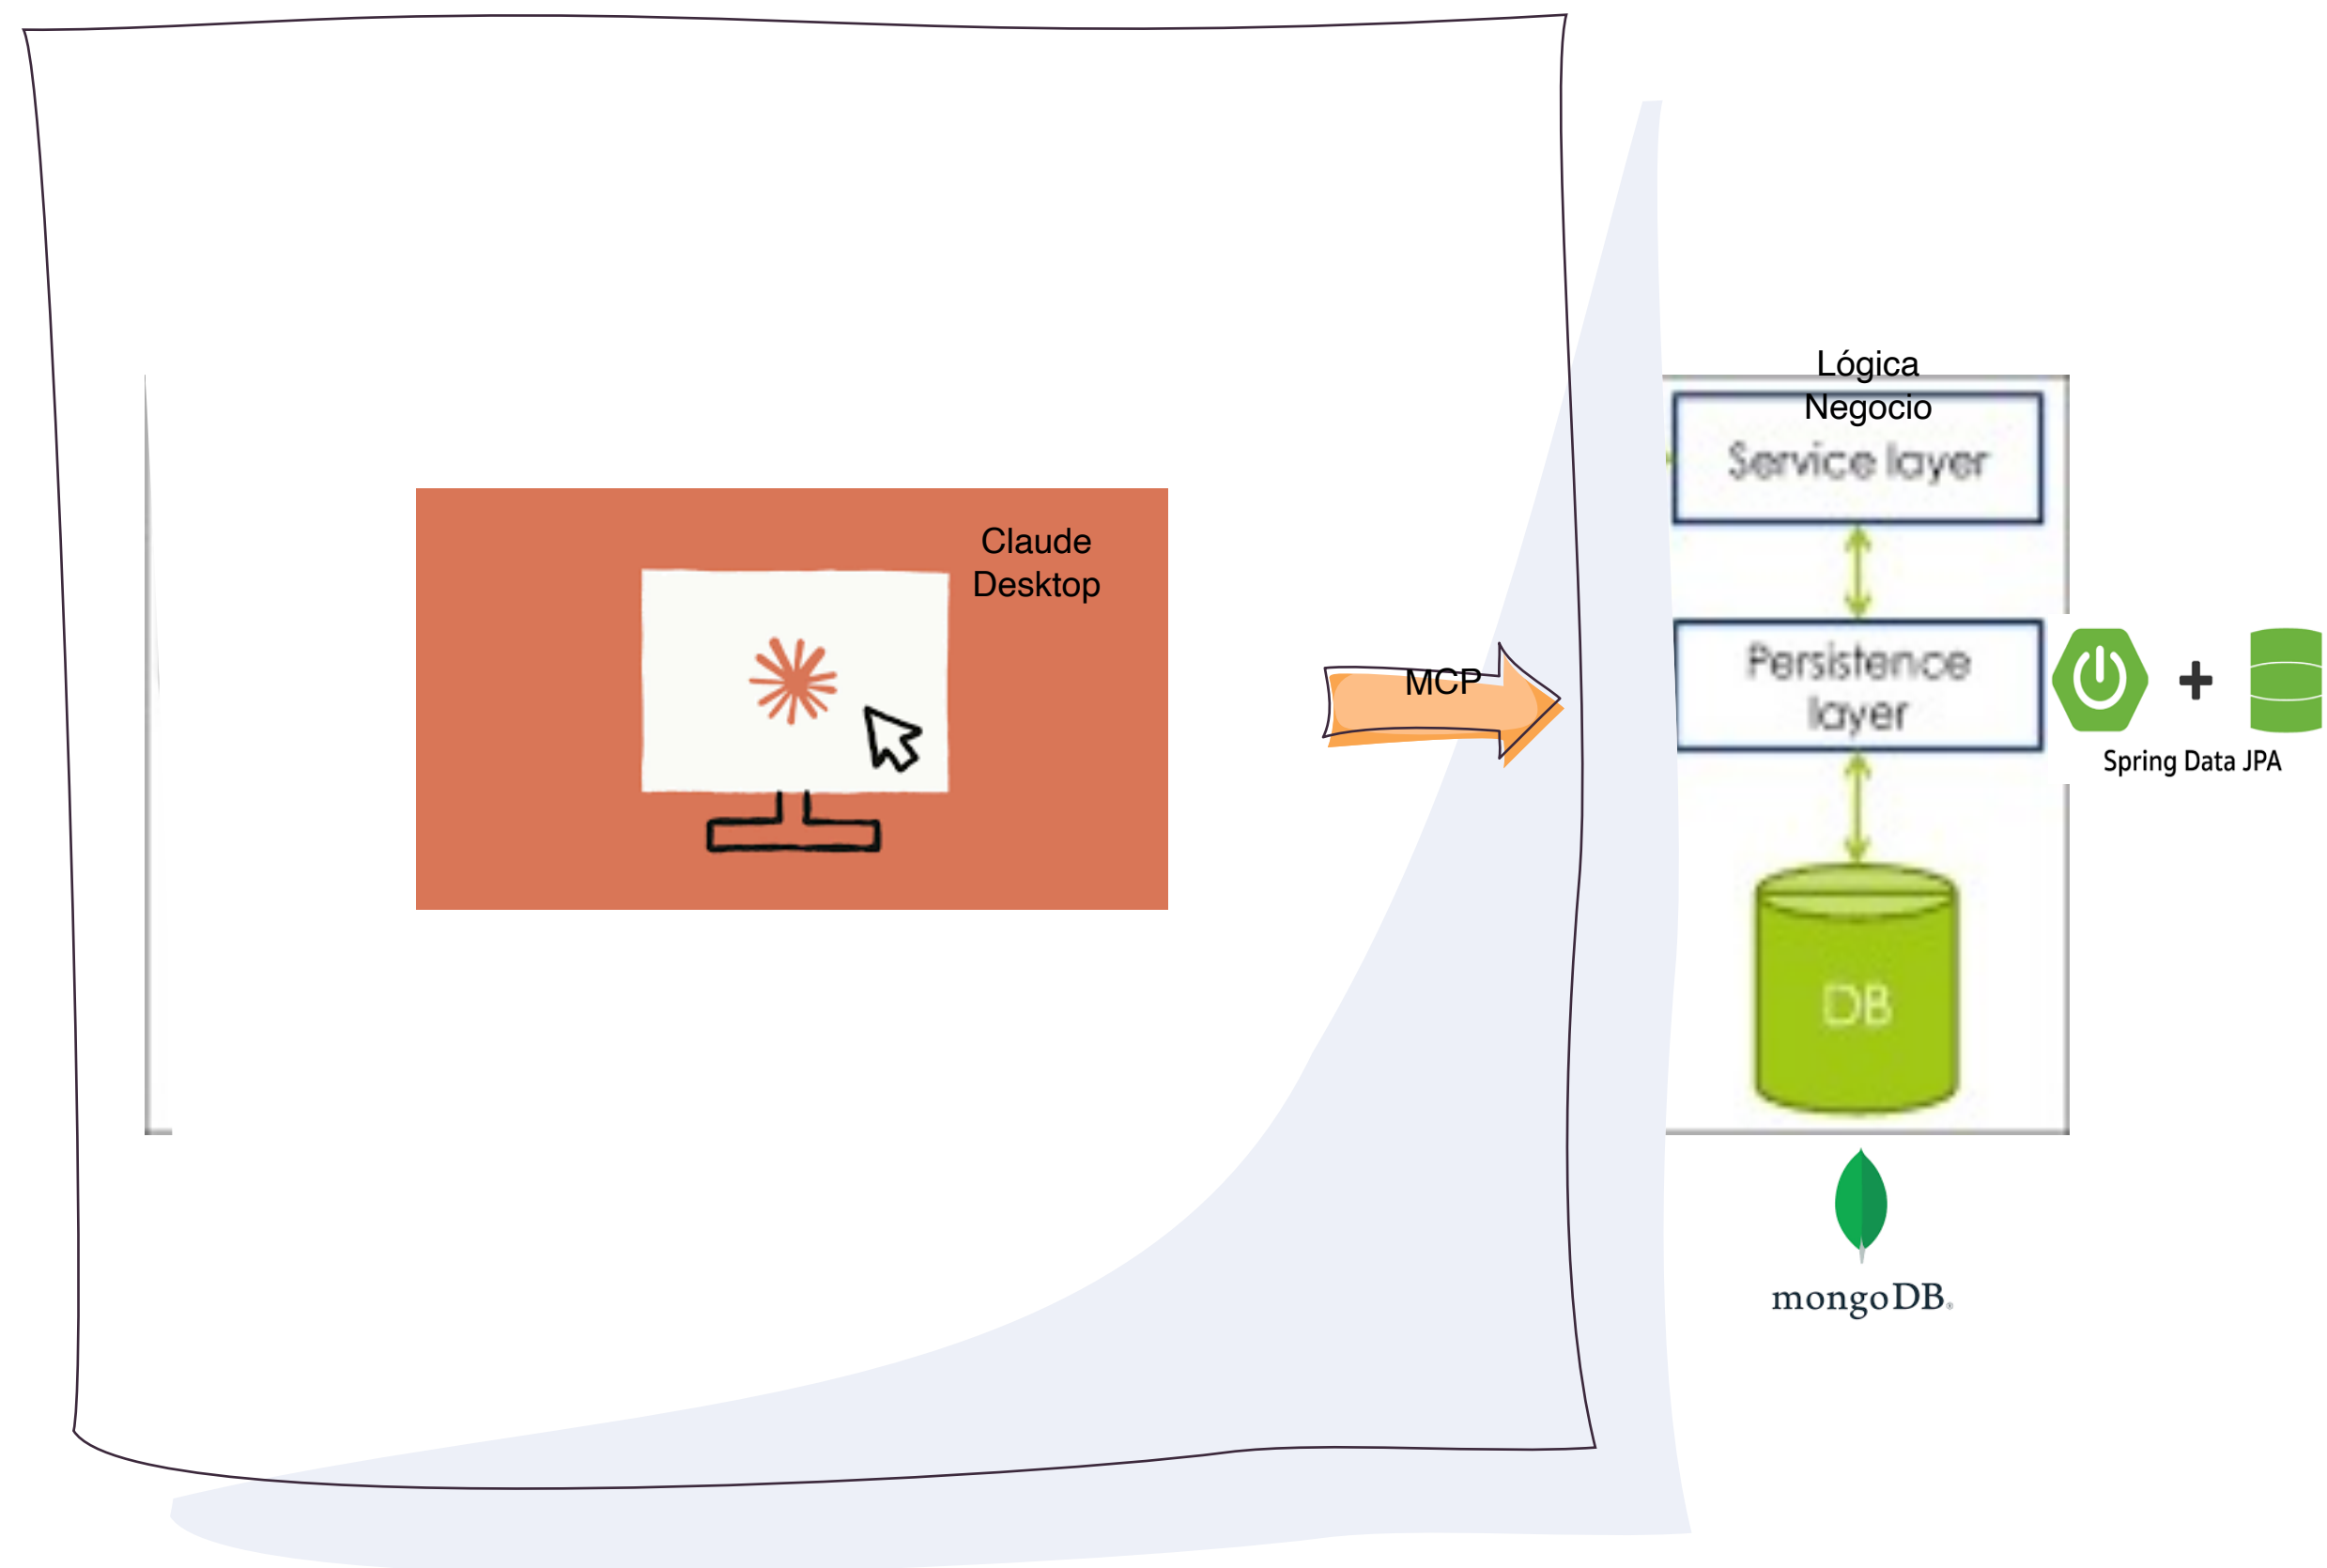 Lógica
Negocio
Service layer
Claude
Desktop
MCP
Persistence
layer
Spring Data JPA
DB
mongoDB®